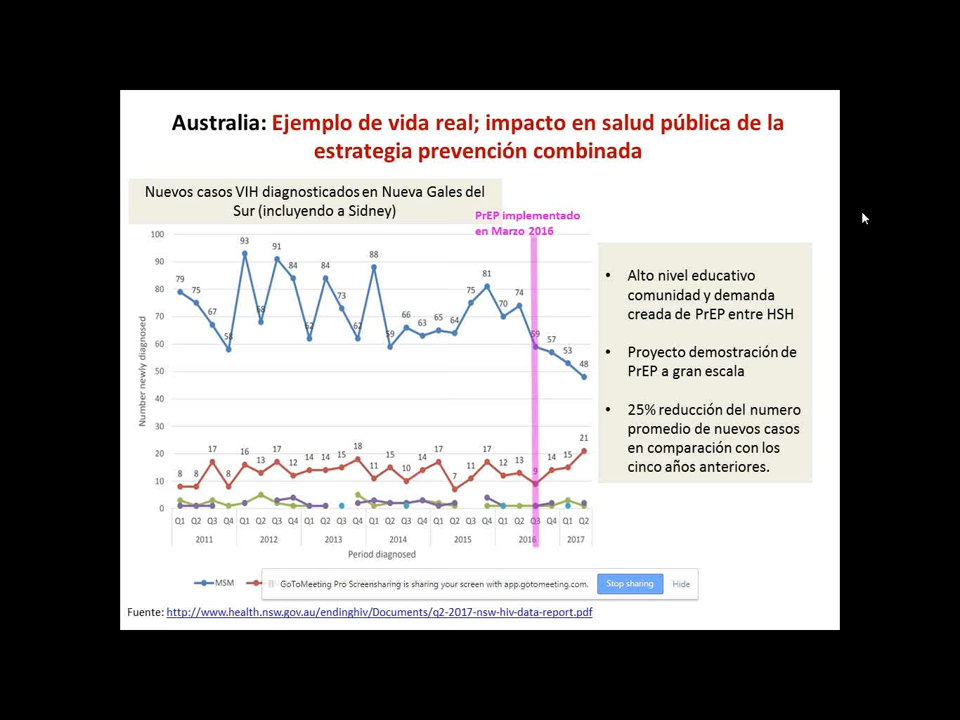 Australia: Ejemplo de vida real; impacto en salud pública de la
estrategia prevención combinada
Nuevos casos VIH diagnosticados en Nueva Gales del
Sur (incluyendo a Sidney)
PrEP implementado
en Marzo 2016
Number newly diagnosed
100
90
80
70
60
50
40
30
20
10
0
79 75 67 58 93 68 91 84 62 84 73 62 88 59 66 63 65 64 75 81 70 74 59 57 53 48
8 8 17 8 16 13 17 12 14 14 15 18 11 15 10 14 17 7 11 17 12 13 9 14 15 21
Q1 Q2 Q3 Q4 Q1 Q2 Q3 Q4 Q1 Q2 Q3 Q4 Q1 Q2 Q3 Q4 Q1 Q2 Q3 Q4 Q1 Q2 Q3 Q4 Q1 Q2
2011 2012 2013 2014 2015 2016 2017
Period diagnosed
MSM
• Alto nivel educativo
comunidad y demanda
creada de PrEP entre HSH
• Proyecto demostración de
PrEP a gran escala
• 25% reducción del numero
promedio de nuevos casos
en comparación con los
cinco años anteriores.
GoToMeeting Pro Screensharing is sharing your screen with app.gotomeeting.com. Stop sharing Hide
Fuente: http://www.health.nsw.gov.au/endinghiv/Documents/q2-2017-nsw-hiv-data-report.pdf